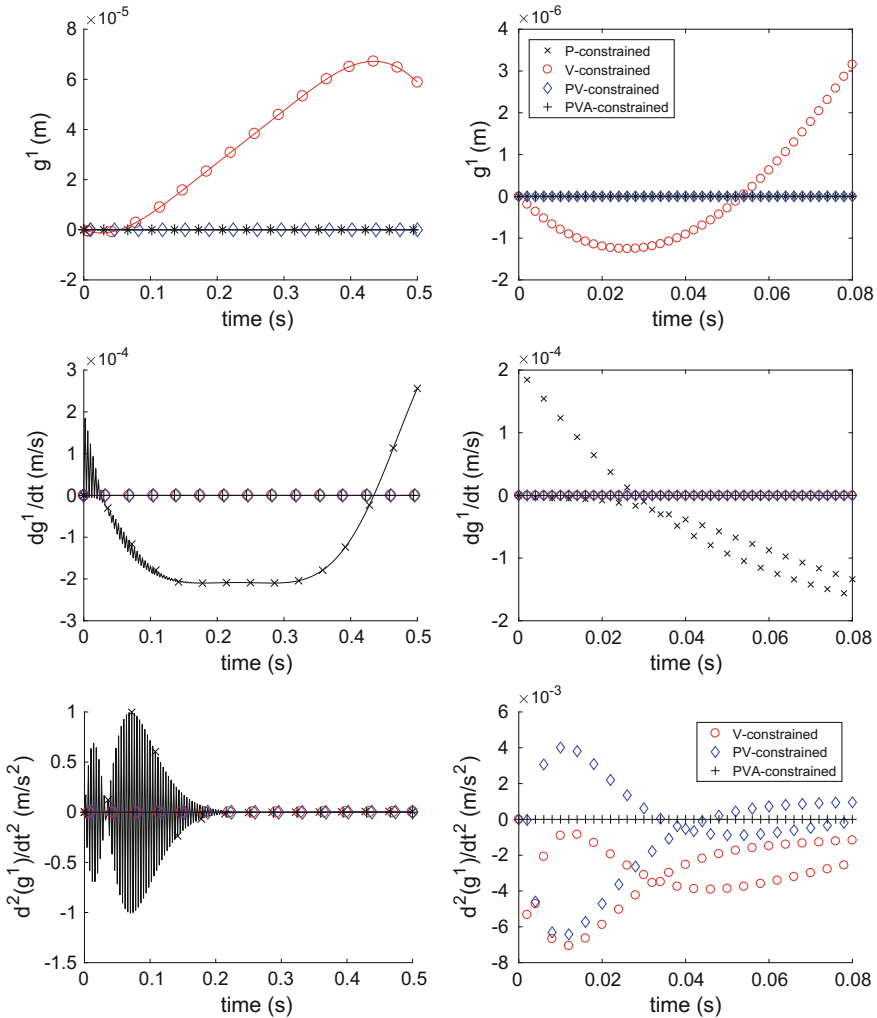 × 10⁻⁵
8
6
4
2
0
-2
g¹ (m)
0 0.1 0.2 0.3 0.4 0.5
time (s)
× 10⁻⁶
4
3
2
1
0
-1
-2
g¹ (m)
P-constrained
V-constrained
PV-constrained
PVA-constrained
0 0.02 0.04 0.06 0.08
time (s)
× 10⁻⁴
3
2
1
0
-1
-2
-3
dg¹/dt (m/s)
0 0.1 0.2 0.3 0.4 0.5
time (s)
× 10⁻⁴
2
1
0
-1
-2
dg¹/dt (m/s)
0 0.02 0.04 0.06 0.08
time (s)
1
0.5
0
-0.5
-1
-1.5
d²(g¹)/dt² (m/s²)
0 0.1 0.2 0.3 0.4 0.5
time (s)
× 10⁻³
6
4
2
0
-2
-4
-6
-8
d²(g¹)/dt² (m/s²)
V-constrained
PV-constrained
PVA-constrained
0 0.02 0.04 0.06 0.08
time (s)